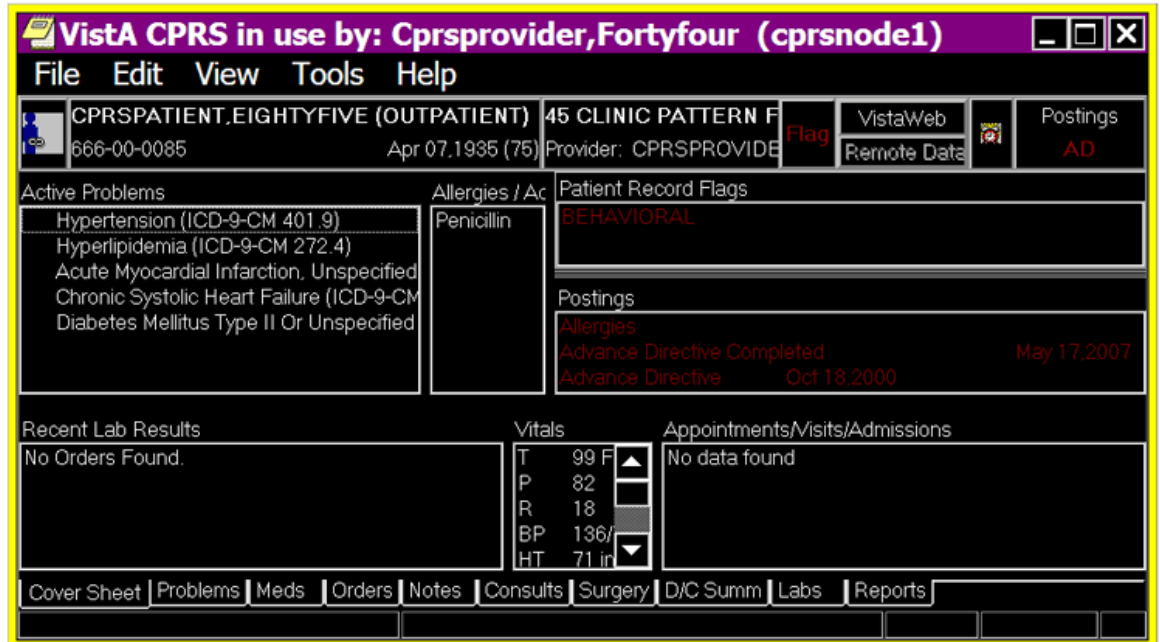 VistA CPRS in use by: Cprsprovider,Fortyfour (cprsnode1)
File Edit View Tools Help
CPRSPATIENT,EIGHTYFIVE (OUTPATIENT) 45 CLINIC PATTERN F Flag VistaWeb Postings
666-00-0085 Apr 07,1935 (75) Provider: CPRSPROVIDE Remote Data AD
Active Problems
Hypertension (ICD-9-CM 401.9)
Hyperlipidemia (ICD-9-CM 272.4)
Acute Myocardial Infarction, Unspecified
Chronic Systolic Heart Failure (ICD-9-CM
Diabetes Mellitus Type II Or Unspecified
Allergies / Ac
Penicillin
Patient Record Flags
BEHAVIORAL
Postings
Allergies
Advance Directive Completed May 17,2007
Advance Directive Oct 18,2000
Recent Lab Results
No Orders Found.
Vitals
T 99 F
P 82
R 18
BP 136/
HT 71 in
Appointments/Visits/Admissions
No data found
Cover Sheet Problems Meds Orders Notes Consults Surgery D/C Summ Labs Reports